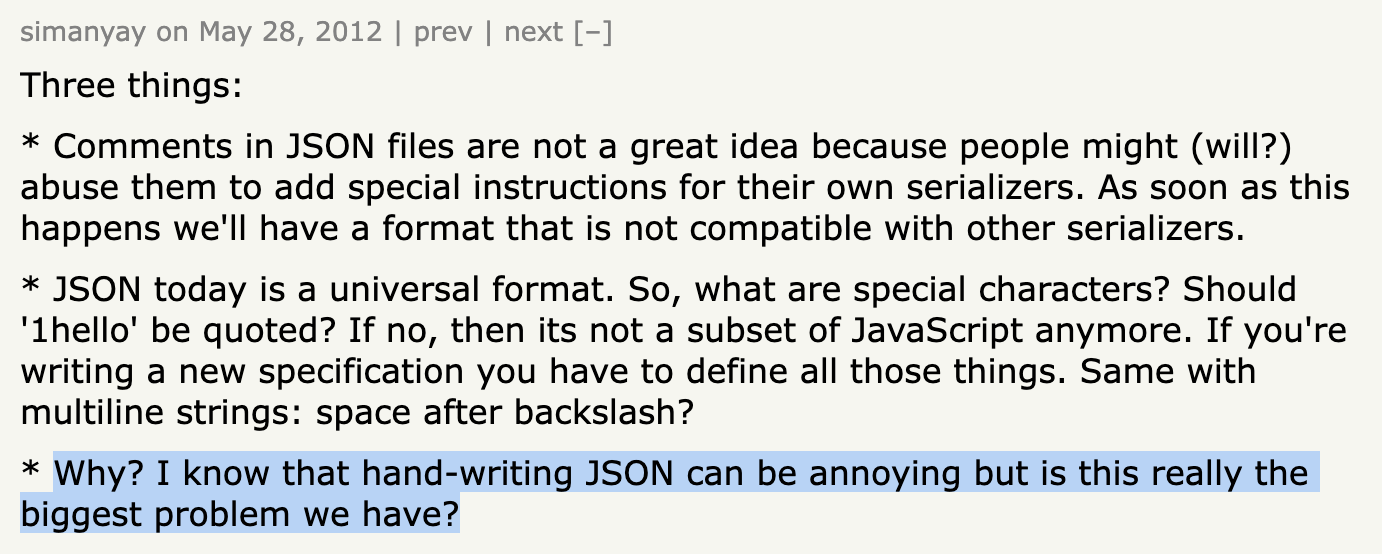 simanyay on May 28, 2012 | prev | next [–]
Three things:
* Comments in JSON files are not a great idea because people might (will?)
abuse them to add special instructions for their own serializers. As soon as this
happens we'll have a format that is not compatible with other serializers.
* JSON today is a universal format. So, what are special characters? Should
'1hello' be quoted? If no, then its not a subset of JavaScript anymore. If you're
writing a new specification you have to define all those things. Same with
multiline strings: space after backslash?
* Why? I know that hand-writing JSON can be annoying but is this really the
biggest problem we have?